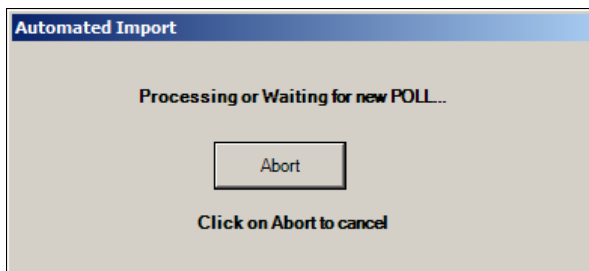 Automated Import
Processing or Waiting for new POLL...
Abort
Click on Abort to cancel